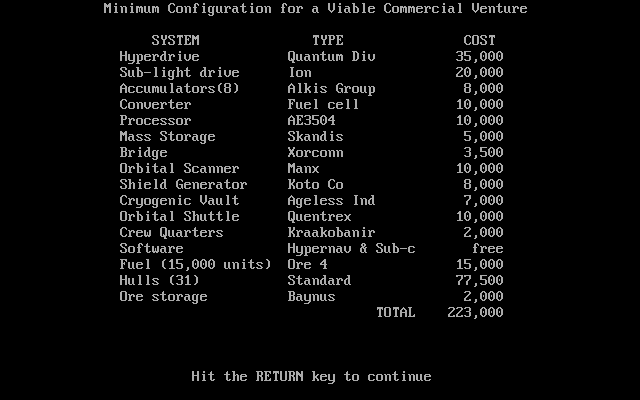 Minimum Configuration for a Viable Commercial Venture
SYSTEM TYPE COST
Hyperdrive Quantum Div 35,000
Sub-light drive Ion 20,000
Accumulators(8) Alkis Group 8,000
Converter Fuel cell 10,000
Processor AE3504 10,000
Mass Storage Skandis 5,000
Bridge Xorconn 3,500
Orbital Scanner Manx 10,000
Shield Generator Koto Co 8,000
Cryogenic Vault Ageless Ind 7,000
Orbital Shuttle Quentrex 10,000
Crew Quarters Kraakobanir 2,000
Software Hypernav & Sub-c free
Fuel (15,000 units) Ore 4 15,000
Hulls (31) Standard 77,500
Ore storage Baynus 2,000
TOTAL 223,000
Hit the RETURN key to continue